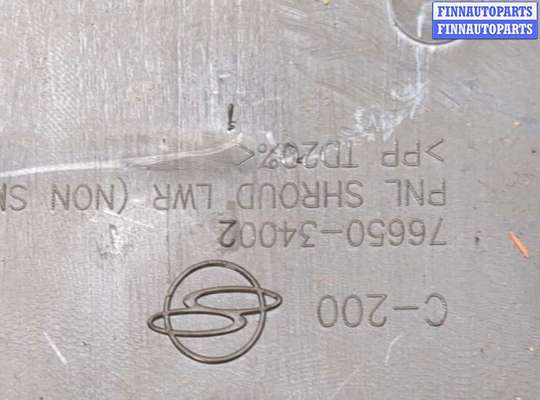 FINNAUTOPARTS
FINNAUTOPARTS
C-200
76650-34002
PNL SHROUD LWR (NON
>PP TD20%<